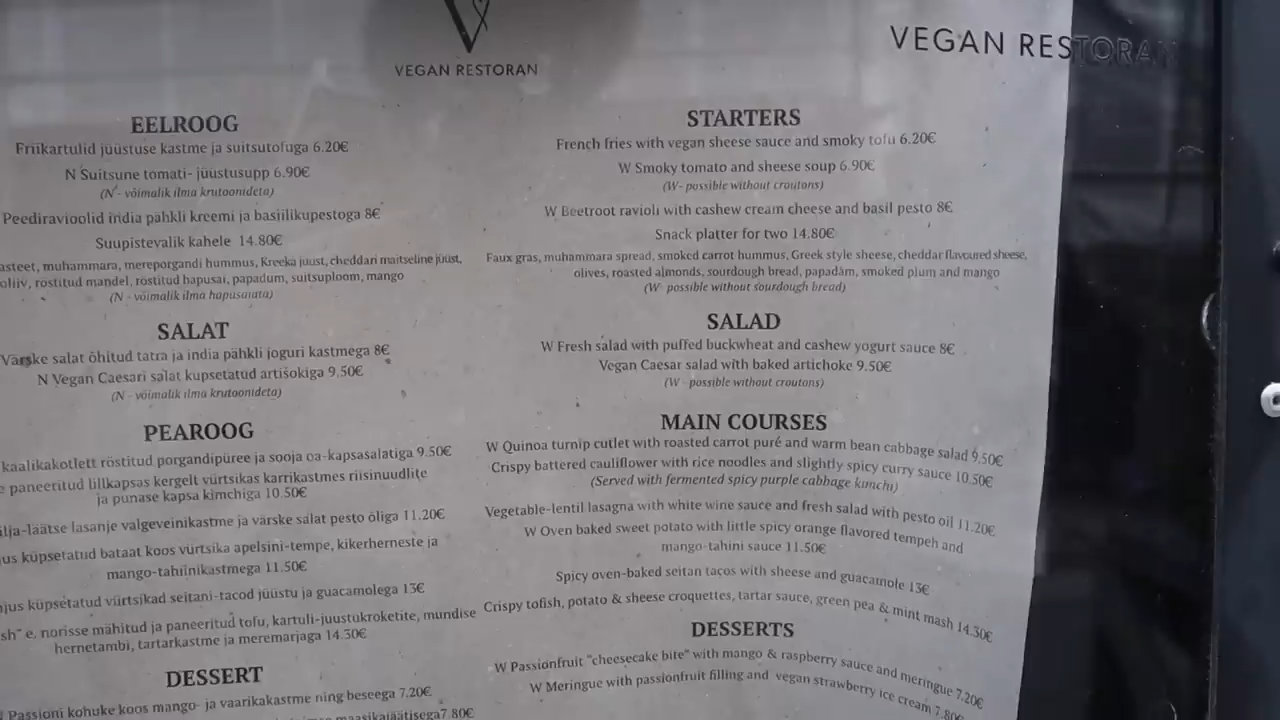 VEGAN RESTORAN
VEGAN RESTORAN
EELROOG
Friikartulid juustuse kastme ja suitsutofuga 6.20€
N Suitsune tomati- juustusupp 6.90€
(N - võimalik ilma krutoonideta)
Peediravioolid india pähkli kreemi ja basiilikupestoga 8€
Suupistevalik kahele 14.80€
asteet, muhammara, mereporgandi hummus, Kreeka juust, cheddari maitseline juust,
oliiv, röstitud mandel, röstitud hapusai, papadum, suitsuploom, mango
(N - võimalik ilma hapusaiata)
SALAT
Värske salat õhitud tatra ja india pähkli joguri kastmega 8€
N Vegan Caesari salat küpsetatud artišokiga 9.50€
(N - võimalik ilma krutoonideta)
PEAROOG
kaalikakotlett röstitud porgandipüree ja sooja oa-kapsasalatiga 9.50€
e paneeritud lillkapsas kergelt vürtsikas karrikastmes riisinuudlite
ja punase kapsa kimchiga 10.50€
ilja-läätse lasanje valgeveinikastme ja värske salat pesto õliga 11.20€
jus küpsetatud bataat koos vürtsika apelsini-tempe, kikerherneste ja
mango-tahiinikastmega 11.50€
njus küpsetatud vürtsikad seitani-tacod juustu ja guacamolega 13€
sh" e. norisse mähitud ja paneeritud tofu, kartuli-juustukroketite, mundise
hernetambi, tartarkastme ja meremarjaga 14.30€
DESSERT
Passioni kohuke koos mango- ja vaarikakastme ning beseega 7.20€
maasikajäätisega 7.80€
STARTERS
French fries with vegan sheese sauce and smoky tofu 6.20€
W Smoky tomato and sheese soup 6.90€
(W- possible without croutons)
W Beetroot ravioli with cashew cream cheese and basil pesto 8€
Snack platter for two 14.80€
Faux gras, muhammara spread, smoked carrot hummus, Greek style sheese, cheddar flavoured sheese,
olives, roasted almonds, sourdough bread, papadam, smoked plum and mango
(W- possible without sourdough bread)
SALAD
W Fresh salad with puffed buckwheat and cashew yogurt sauce 8€
Vegan Caesar salad with baked artichoke 9.50€
(W - possible without croutons)
MAIN COURSES
W Quinoa turnip cutlet with roasted carrot puré and warm bean cabbage salad 9.50€
Crispy battered cauliflower with rice noodles and slightly spicy curry sauce 10.50€
(Served with fermented spicy purple cabbage kimchi)
Vegetable-lentil lasagna with white wine sauce and fresh salad with pesto oil 11.20€
W Oven baked sweet potato with little spicy orange flavored tempeh and
mango-tahini sauce 11.50€
Spicy oven-baked seitan tacos with sheese and guacamole 13€
Crispy tofish, potato & sheese croquettes, tartar sauce, green pea & mint mash 14.30€
DESSERTS
W Passionfruit "cheesecake bite" with mango & raspberry sauce and meringue 7.20€
W Meringue with passionfruit filling and vegan strawberry ice cream 7.80€